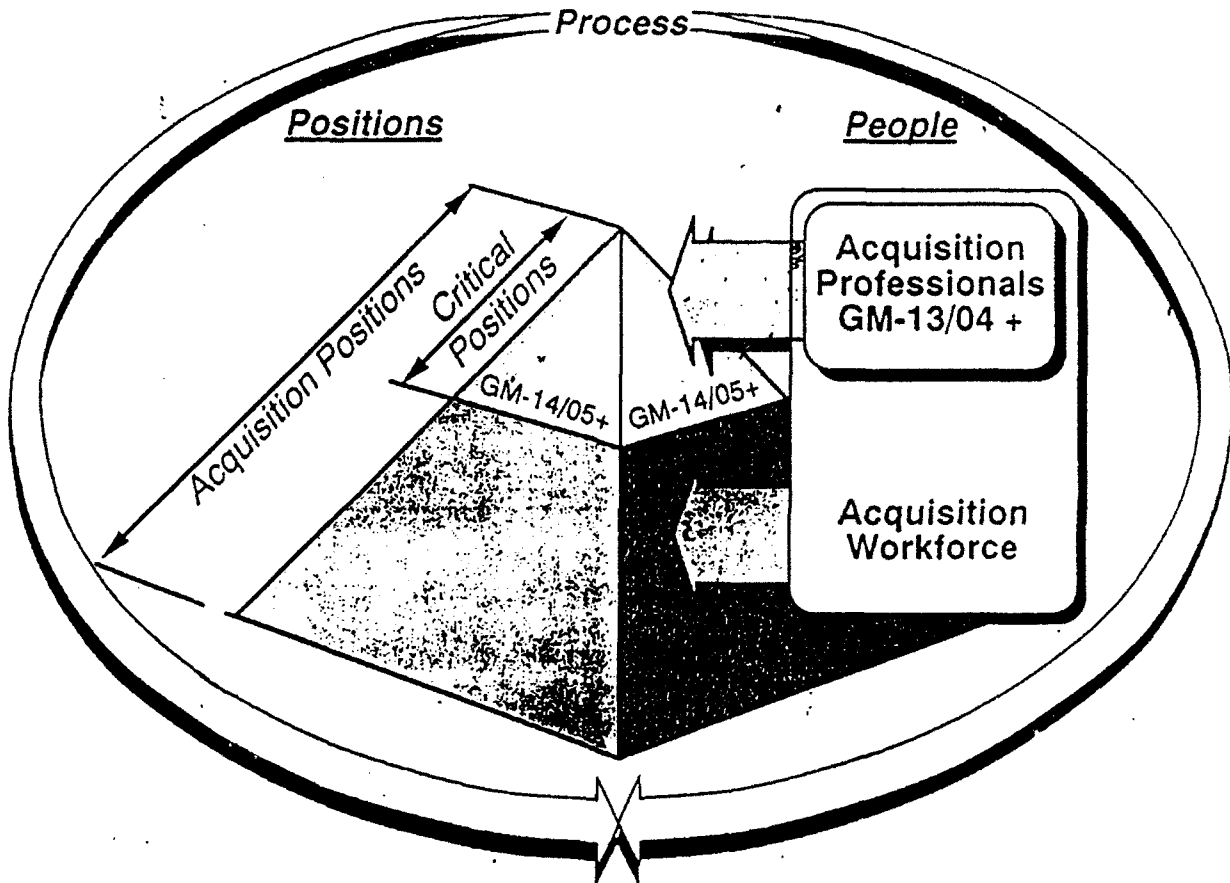 Process
Positions
People
Acquisition Positions
Critical
Positions
GM-14/05+
GM-14/05+
Acquisition
Professionals
GM-13/04 +
Acquisition
Workforce